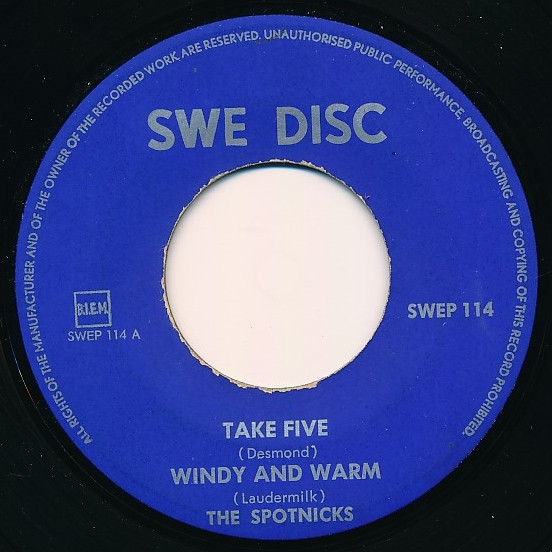 ALL RIGHTS OF THE MANUFACTURER AND OF THE OWNER OF THE RECORDED WORK ARE RESERVED. UNAUTHORISED PUBLIC PERFORMANCE, BROADCASTING AND COPYING OF THIS RECORD PROHIBITED.
SWE DISC
B.I.E.M.
SWEP 114 A
SWEP 114
TAKE FIVE
(Desmond)
WINDY AND WARM
(Laudermilk)
THE SPOTNICKS